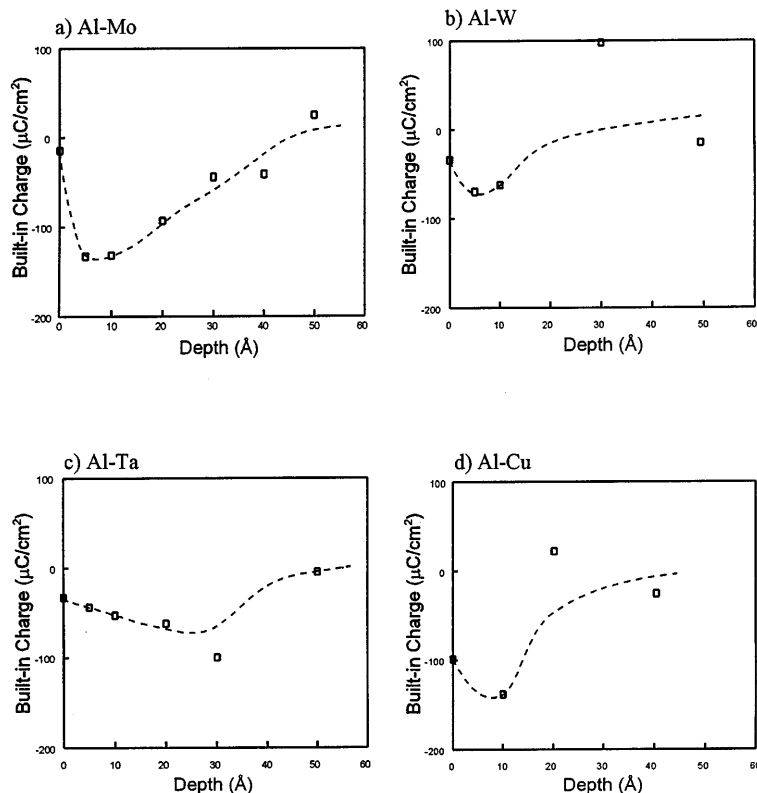 a) Al-Mo
100
0
-100
-200
0 10 20 30 40 50 60
Built-in Charge (μC/cm²)
Depth (Å)
b) Al-W
100
0
-100
-200
0 10 20 30 40 50 60
Built-in Charge (μC/cm²)
Depth (Å)
c) Al-Ta
100
0
-100
-200
0 10 20 30 40 50 60
Built-in Charge (μC/cm²)
Depth (Å)
d) Al-Cu
100
0
-100
-200
0 10 20 30 40 50 60
Built-in Charge (μC/cm²)
Depth (Å)